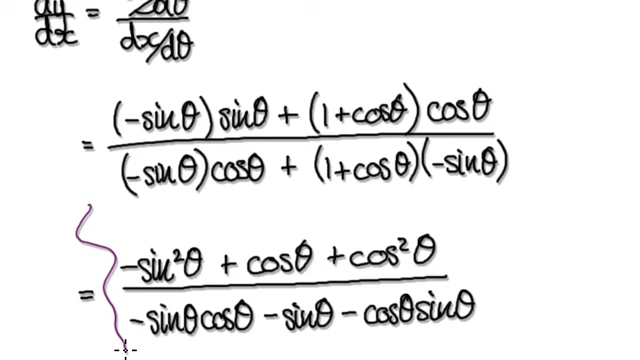 dy/dx = dy/dθ / dx/dθ
= (-sinθ) sinθ + (1+cosθ) cosθ / (-sinθ) cosθ + (1+cosθ)(-sinθ)
= -sin²θ + cosθ + cos²θ / -sinθcosθ - sinθ - cosθsinθ